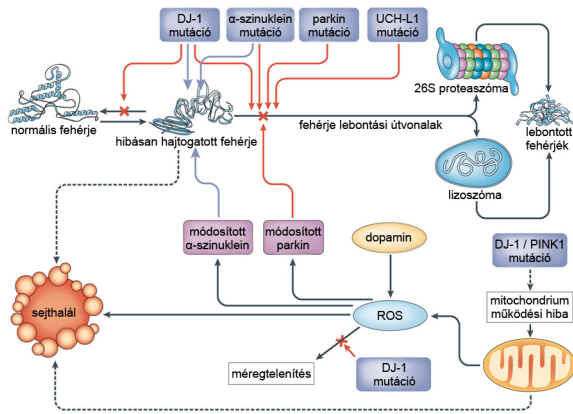 DJ-1
mutáció
α-szinuklein
mutáció
parkin
mutáció
UCH-L1
mutáció
26S proteaszóma
normális fehérje
hibásan hajtogatott fehérje
fehérje lebontási útvonalak
lebontott
fehérjék
lizoszóma
módosított
α-szinuklein
módosított
parkin
dopamin
DJ-1 / PINK1
mutáció
mitochondrium
működési hiba
sejthalál
ROS
méregtelenítés
DJ-1
mutáció